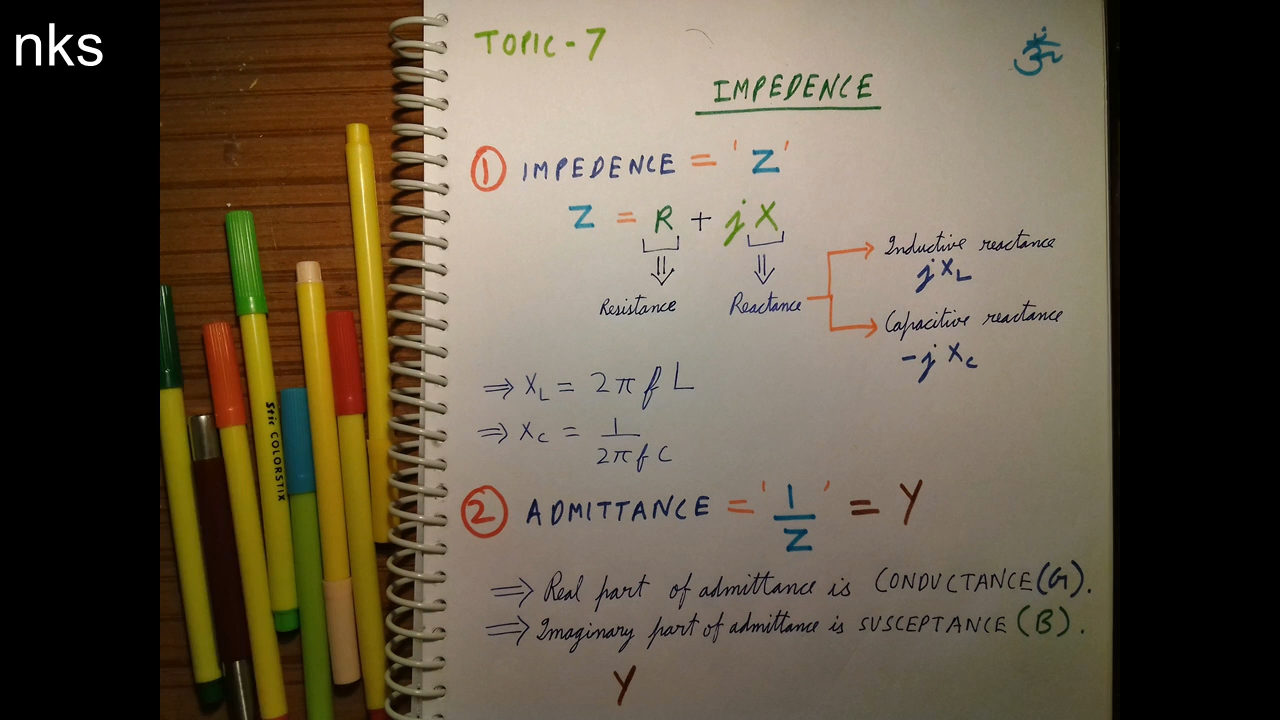 nks
TOPIC-7
ॐ
IMPEDENCE
① IMPEDENCE = 'Z'
Z = R + jX
Resistance
Reactance
Inductive reactance
jXL
Capacitive reactance
-jXC
⇒ XL = 2πfL
⇒ XC = 1/2πfC
② ADMITTANCE = '1/Z' = Y
⇒ Real part of admittance is CONDUCTANCE(G).
⇒ Imaginary part of admittance is SUSCEPTANCE (B).
Y
Stic COLORSTIX